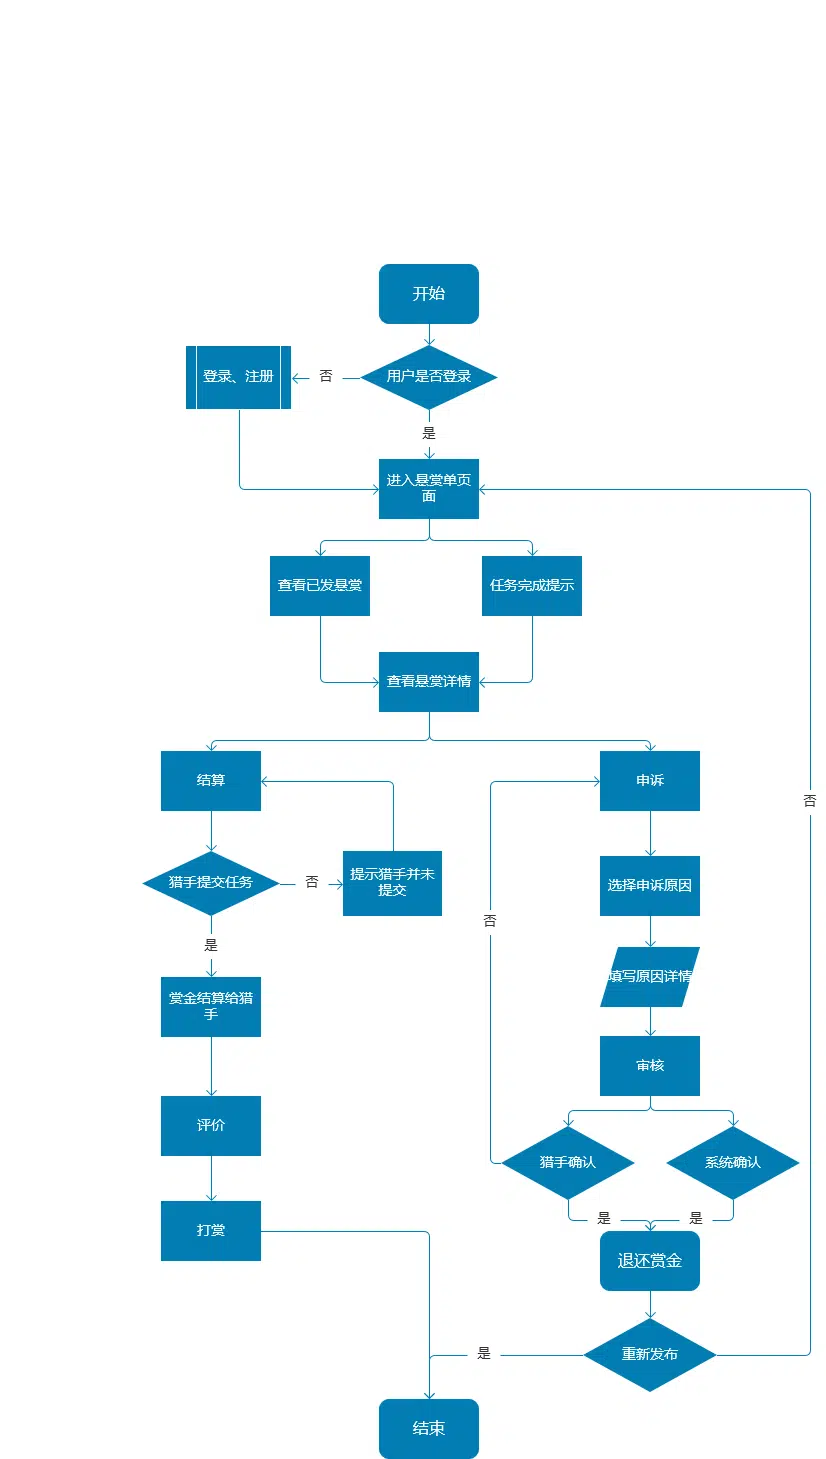 开始
登录、注册
否
用户是否登录
是
进入悬赏单页
面
查看已发悬赏
任务完成提示
查看悬赏详情
结算
申诉
否
猎手提交任务
否
提示猎手并未
提交
选择申诉原因
否
是
填写原因详情
赏金结算给猎
手
审核
评价
猎手确认
系统确认
是
是
打赏
退还赏金
是
重新发布
结束